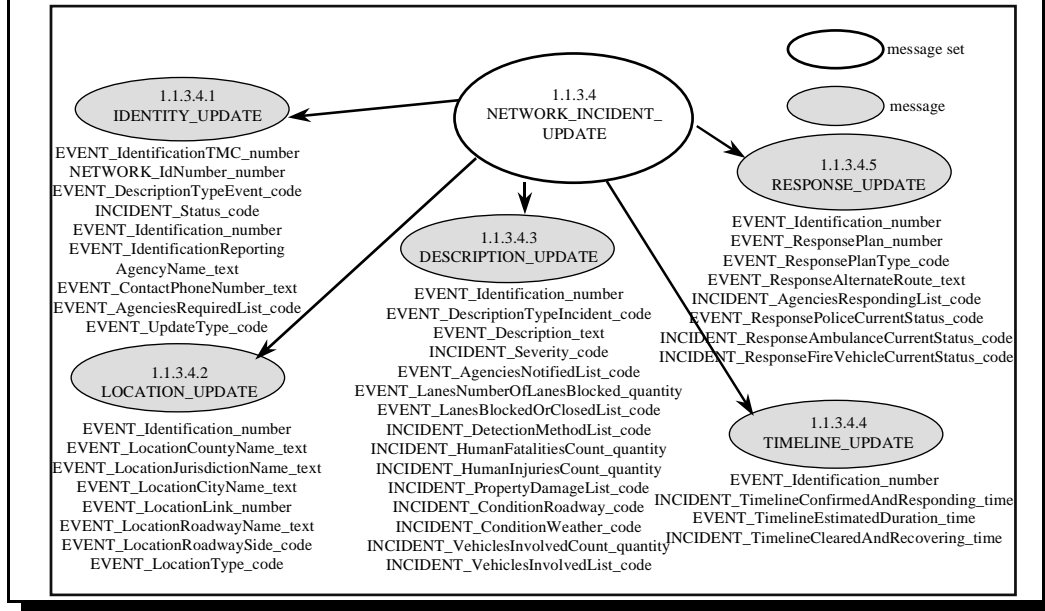 message set
message
1.1.3.4
NETWORK_INCIDENT_
UPDATE
1.1.3.4.1
IDENTITY_UPDATE
EVENT_IdentificationTMC_number
NETWORK_IdNumber_number
EVENT_DescriptionTypeEvent_code
INCIDENT_Status_code
EVENT_Identification_number
EVENT_IdentificationReporting
AgencyName_text
EVENT_ContactPhoneNumber_text
EVENT_AgenciesRequiredList_code
EVENT_UpdateType_code
1.1.3.4.2
LOCATION_UPDATE
EVENT_Identification_number
EVENT_LocationCountyName_text
EVENT_LocationJurisdictionName_text
EVENT_LocationCityName_text
EVENT_LocationLink_number
EVENT_LocationRoadwayName_text
EVENT_LocationRoadwaySide_code
EVENT_LocationType_code
1.1.3.4.3
DESCRIPTION_UPDATE
EVENT_Identification_number
EVENT_DescriptionTypeIncident_code
EVENT_Description_text
INCIDENT_Severity_code
EVENT_AgenciesNotifiedList_code
EVENT_LanesNumberOfLanesBlocked_quantity
EVENT_LanesBlockedOrClosedList_code
INCIDENT_DetectionMethodList_code
INCIDENT_HumanFatalitiesCount_quantity
INCIDENT_HumanInjuriesCount_quantity
INCIDENT_PropertyDamageList_code
INCIDENT_ConditionRoadway_code
INCIDENT_ConditionWeather_code
INCIDENT_VehiclesInvolvedCount_quantity
INCIDENT_VehiclesInvolvedList_code
1.1.3.4.5
RESPONSE_UPDATE
EVENT_Identification_number
EVENT_ResponsePlan_number
EVENT_ResponsePlanType_code
EVENT_ResponseAlternateRoute_text
INCIDENT_AgenciesRespondingList_code
EVENT_ResponsePoliceCurrentStatus_code
INCIDENT_ResponseAmbulanceCurrentStatus_code
INCIDENT_ResponseFireVehicleCurrentStatus_code
1.1.3.4.4
TIMELINE_UPDATE
EVENT_Identification_number
INCIDENT_TimelineConfirmedAndResponding_time
EVENT_TimelineEstimatedDuration_time
INCIDENT_TimelineClearedAndRecovering_time